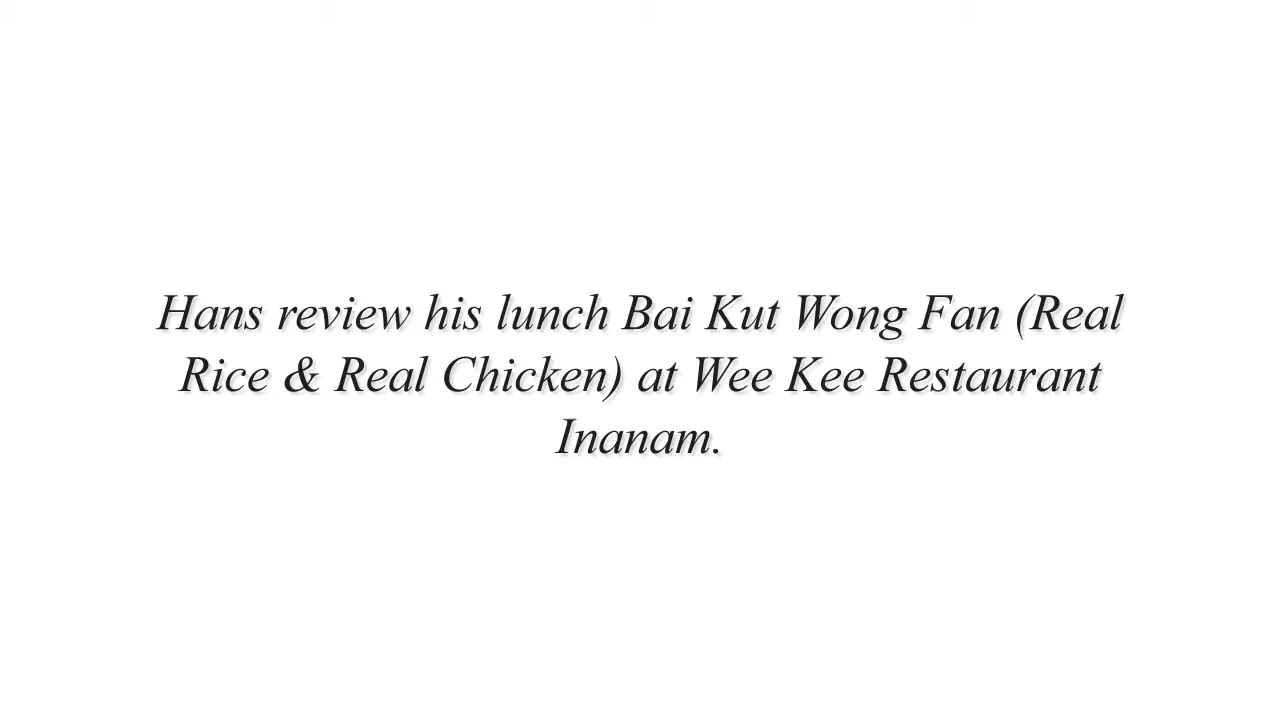 Hans review his lunch Bai Kut Wong Fan (Real
Rice & Real Chicken) at Wee Kee Restaurant
Inanam.